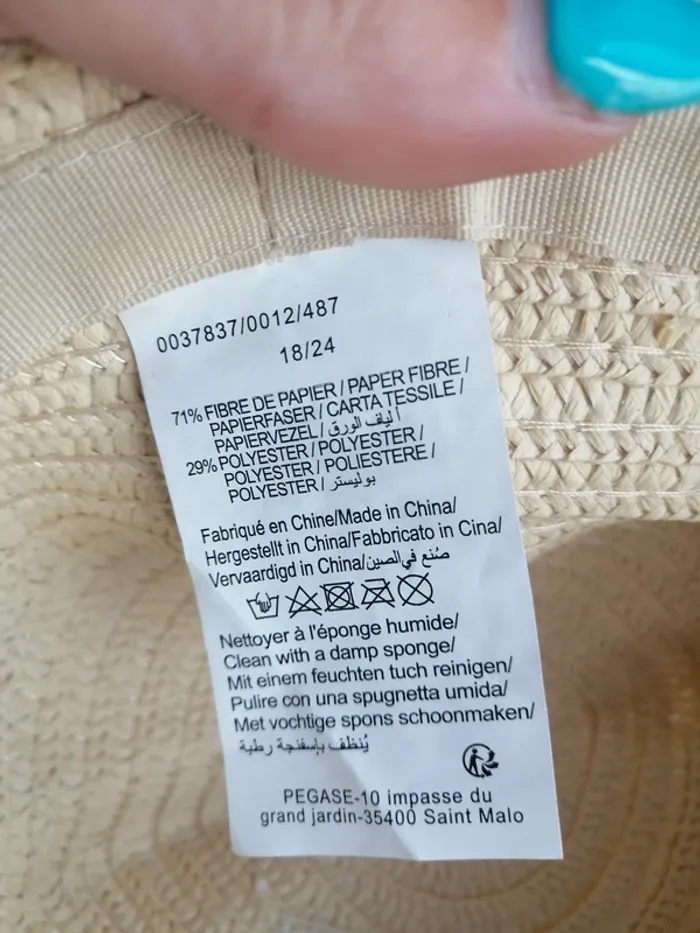 0037837/0012/487
18/24
71% FIBRE DE PAPIER / PAPER FIBRE /
PAPIERFASER / CARTA TESSILE /
PAPIERVEZEL / ألياف الورق
29% POLYESTER / POLYESTER /
POLYESTER / POLIESTERE /
POLYESTER / بوليستر
Fabriqué en Chine/Made in China/
Hergestellt in China/Fabbricato in Cina/
Vervaardigd in China/صُنع في الصين
Nettoyer à l'éponge humide/
Clean with a damp sponge/
Mit einem feuchten tuch reinigen/
Pulire con una spugnetta umida/
Met vochtige spons schoonmaken/
يُنظف بإسفنجة رطبة
PEGASE-10 impasse du
grand jardin-35400 Saint Malo